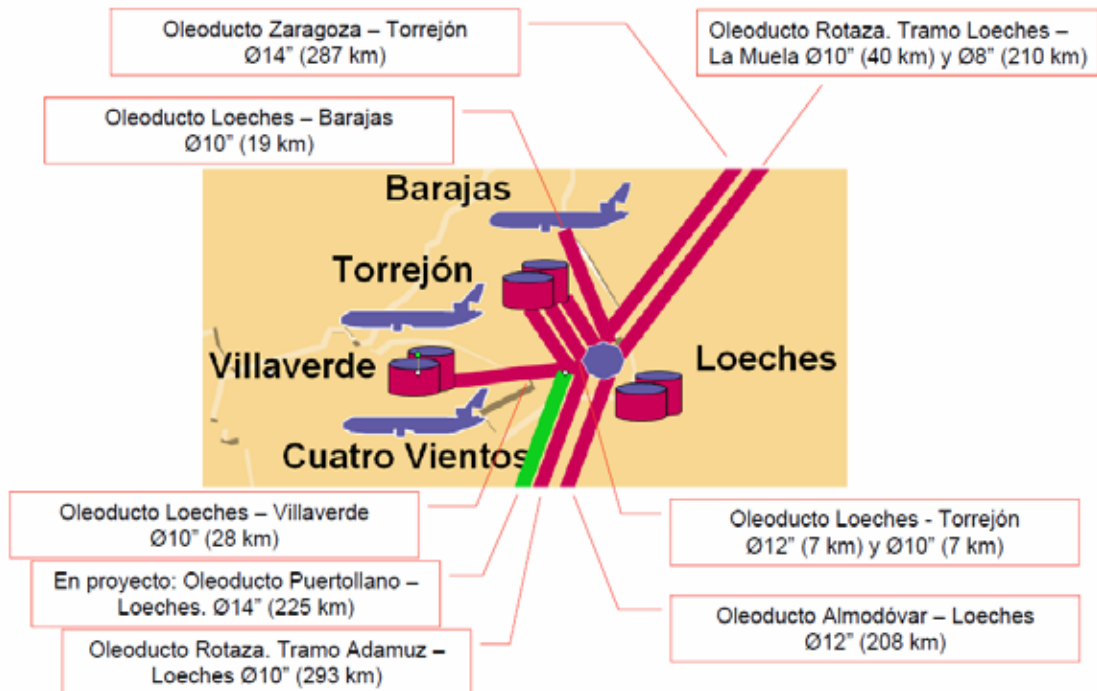 Oleoducto Zaragoza – Torrejón
Ø14” (287 km)
Oleoducto Rotaza. Tramo Loeches –
La Muela Ø10” (40 km) y Ø8” (210 km)
Oleoducto Loeches – Barajas
Ø10” (19 km)
Barajas
Torrejón
Villaverde
Loeches
Cuatro Vientos
Oleoducto Loeches – Villaverde
Ø10” (28 km)
Oleoducto Loeches - Torrejón
Ø12” (7 km) y Ø10” (7 km)
En proyecto: Oleoducto Puertollano –
Loeches. Ø14” (225 km)
Oleoducto Almodóvar – Loeches
Ø12” (208 km)
Oleoducto Rotaza. Tramo Adamuz –
Loeches Ø10” (293 km)